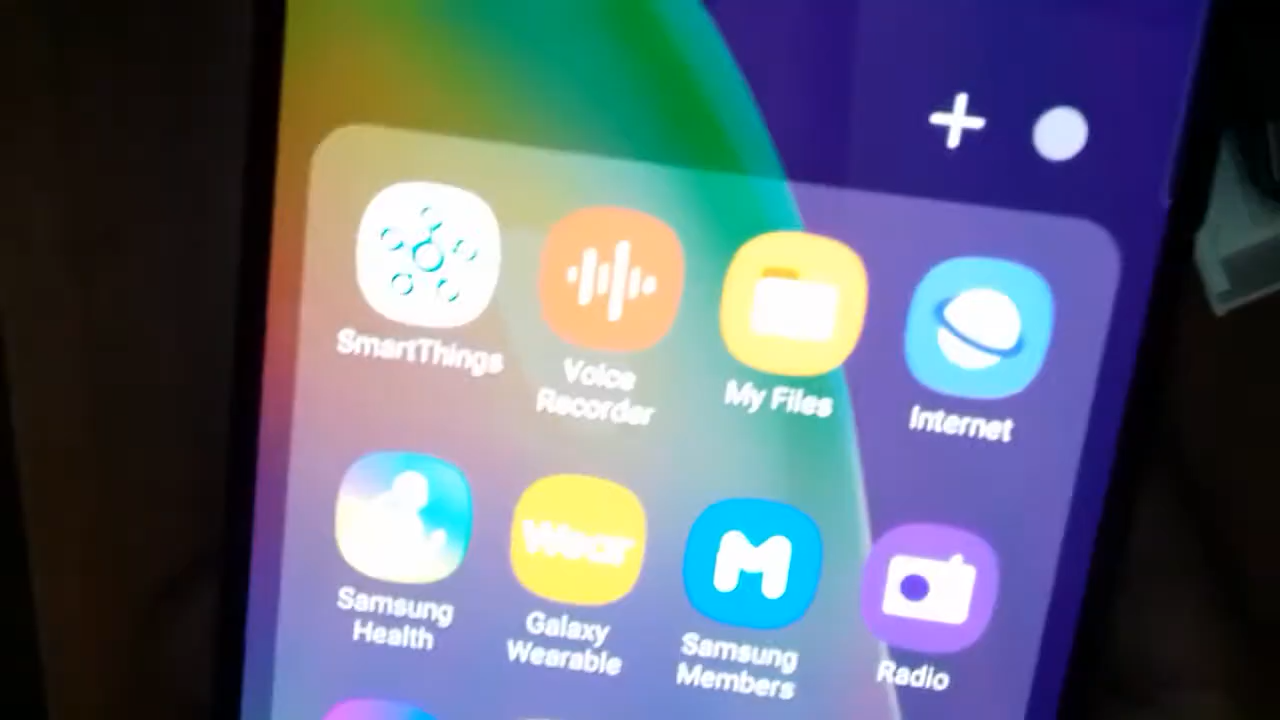 SmartThings
Voice
Recorder
My Files
Internet
Wear
Samsung
Health
Galaxy
Wearable
Samsung
Members
Radio